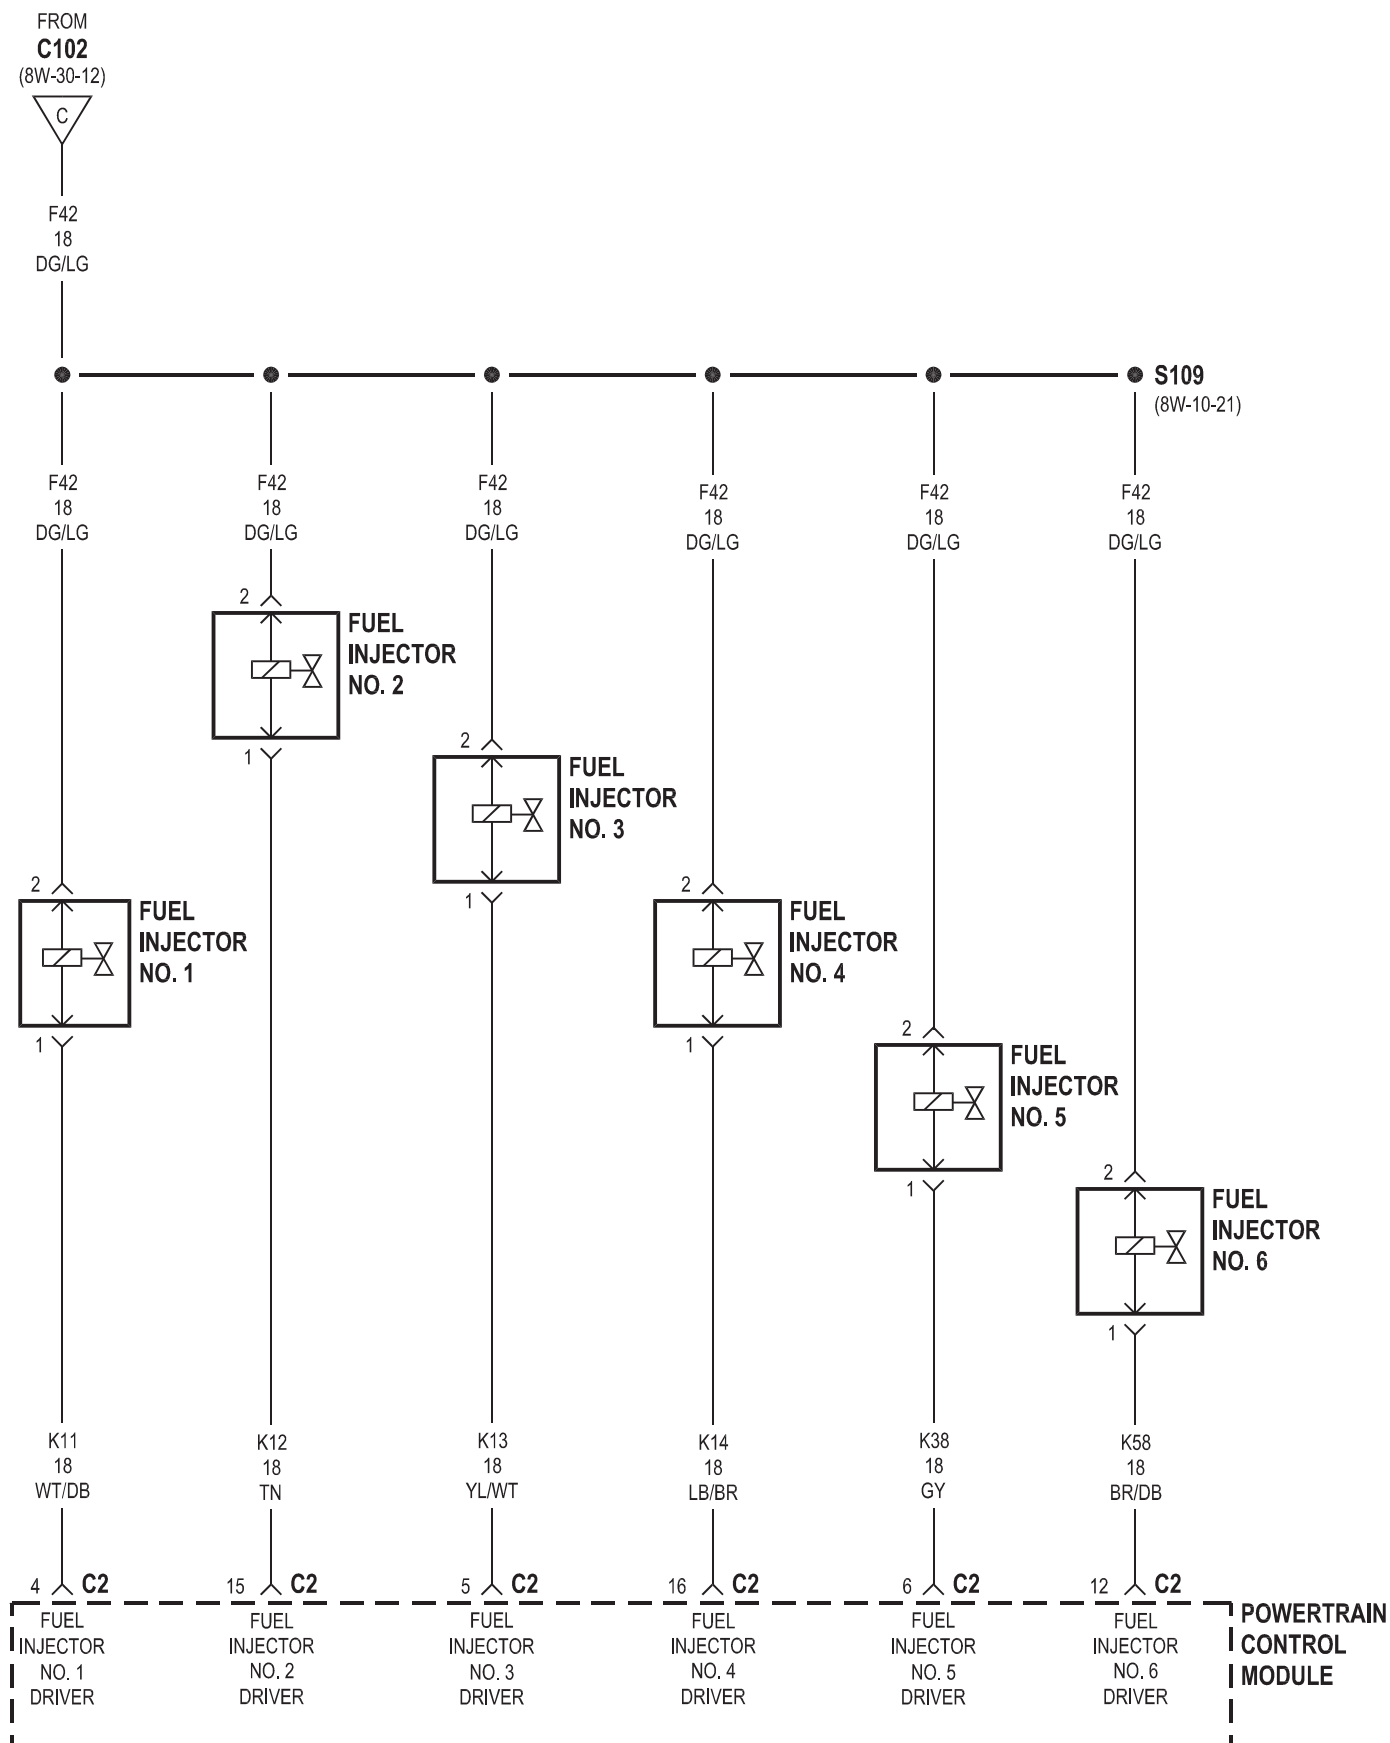 FROM
C102
(8W-30-12)
C
F42
18
DG/LG
S109
(8W-10-21)
F42
18
DG/LG
F42
18
DG/LG
F42
18
DG/LG
F42
18
DG/LG
F42
18
DG/LG
F42
18
DG/LG
2
FUEL
INJECTOR
NO. 2
1
2
FUEL
INJECTOR
NO. 3
1
2
FUEL
INJECTOR
NO. 1
1
2
FUEL
INJECTOR
NO. 4
1
2
FUEL
INJECTOR
NO. 5
1
2
FUEL
INJECTOR
NO. 6
1
K11
18
WT/DB
K12
18
TN
K13
18
YL/WT
K14
18
LB/BR
K38
18
GY
K58
18
BR/DB
4 C2
15 C2
5 C2
16 C2
6 C2
12 C2
FUEL
INJECTOR
NO. 1
DRIVER
FUEL
INJECTOR
NO. 2
DRIVER
FUEL
INJECTOR
NO. 3
DRIVER
FUEL
INJECTOR
NO. 4
DRIVER
FUEL
INJECTOR
NO. 5
DRIVER
FUEL
INJECTOR
NO. 6
DRIVER
POWERTRAIN
CONTROL
MODULE